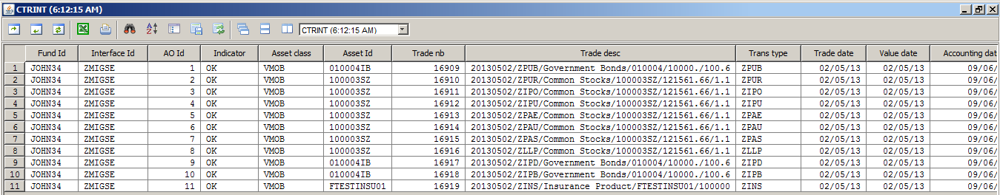 CTRINT (6:12:15 AM)
CTRINT (6:12:15 AM)
Fund Id Interface Id AO Id Indicator Asset class Asset Id Trade nb Trade desc Trans type Trade date Value date Accounting dat
1 JOHN34 ZMIGSE 1 OK VMOB 010004IB 16909 20130502/ZPUB/Government Bonds/010004/10000./100.6 ZPUB 02/05/13 02/05/13 09/06/
2 JOHN34 ZMIGSE 2 OK VMOB 100003SZ 16910 20130502/ZPUR/Common Stocks/100003SZ/121561.66/1.1 ZPUR 02/05/13 02/05/13 09/06/
3 JOHN34 ZMIGSE 3 OK VMOB 100003SZ 16911 20130502/ZIPO/Common Stocks/100003SZ/121561.66/1.1 ZIPO 02/05/13 02/05/13 09/06/
4 JOHN34 ZMIGSE 4 OK VMOB 100003SZ 16912 20130502/ZIPU/Common Stocks/100003SZ/121561.66/1.1 ZIPU 02/05/13 02/05/13 09/06/
5 JOHN34 ZMIGSE 5 OK VMOB 100003SZ 16913 20130502/ZPAE/Common Stocks/100003SZ/121561.66/1.1 ZPAE 02/05/13 02/05/13 09/06/
6 JOHN34 ZMIGSE 6 OK VMOB 100003SZ 16914 20130502/ZPAU/Common Stocks/100003SZ/121561.66/1.1 ZPAU 02/05/13 02/05/13 09/06/
7 JOHN34 ZMIGSE 7 OK VMOB 100003SZ 16915 20130502/ZPAS/Common Stocks/100003SZ/121561.66/1.1 ZPAS 02/05/13 02/05/13 09/06/
8 JOHN34 ZMIGSE 8 OK VMOB 100003SZ 16916 20130502/ZLLP/Common Stocks/100003SZ/121561.66/1.1 ZLLP 02/05/13 02/05/13 09/06/
9 JOHN34 ZMIGSE 9 OK VMOB 010004IB 16917 20130502/ZIPD/Government Bonds/010004/10000./100.6 ZIPD 02/05/13 02/05/13 09/06/
10 JOHN34 ZMIGSE 10 OK VMOB 010004IB 16918 20130502/ZIPB/Government Bonds/010004/10000./100.6 ZIPB 02/05/13 02/05/13 09/06/
11 JOHN34 ZMIGSE 11 OK VMOB FTESTINSU01 16919 20130502/ZINS/Insurance Product/FTESTINSU01/100000 ZINS 02/05/13 02/05/13 09/06/